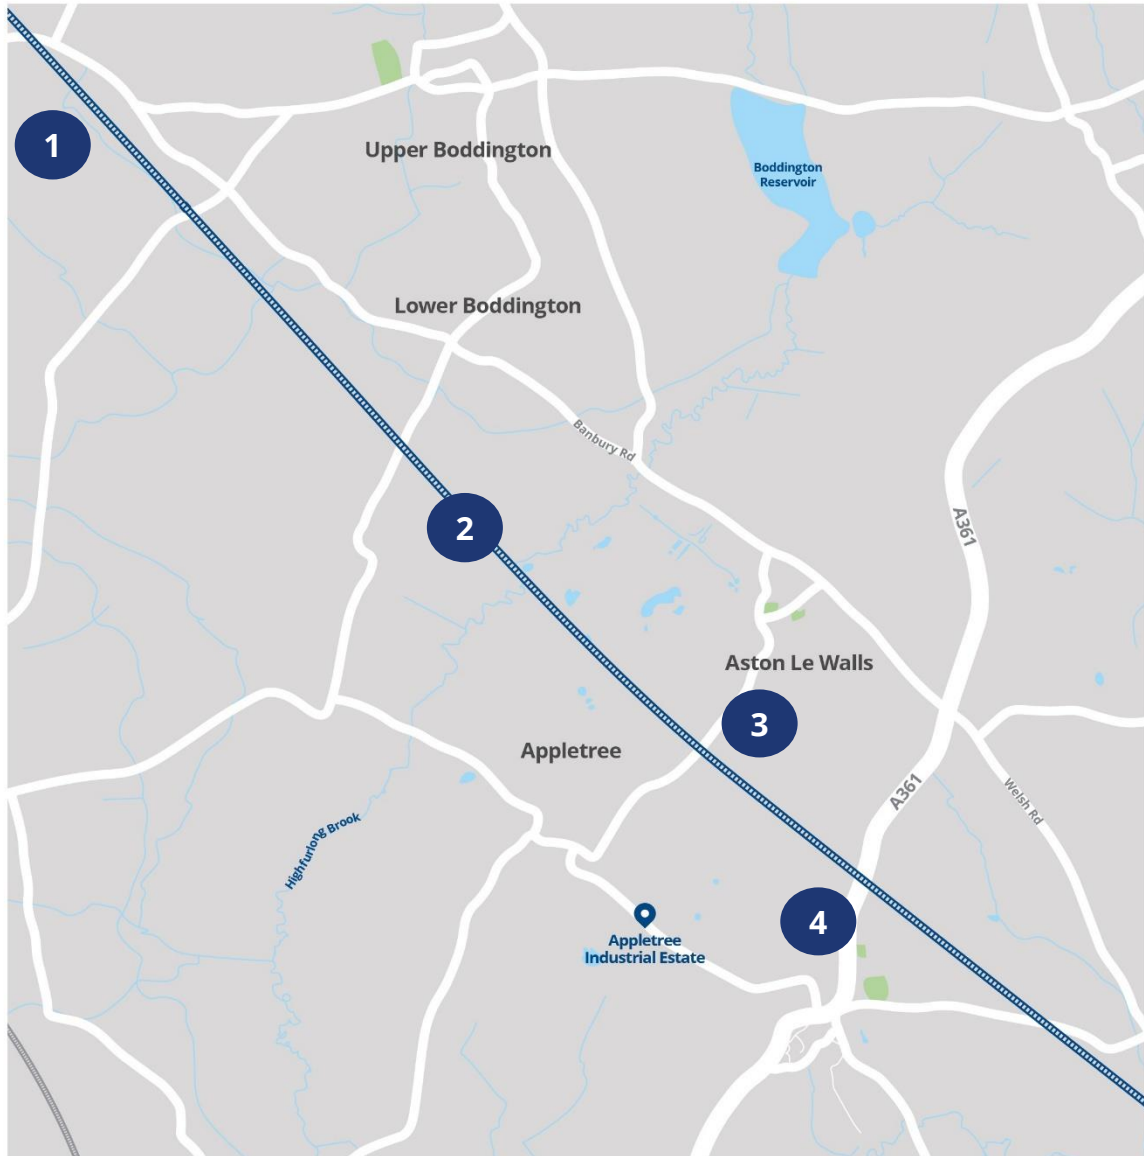 1
Upper Boddington
Boddington
Reservoir
Lower Boddington
Banbury Rd
A361
2
Aston Le Walls
3
Appletree
A361
Welsh Rd
Highfurlong Brook
4
Appletree
Industrial Estate